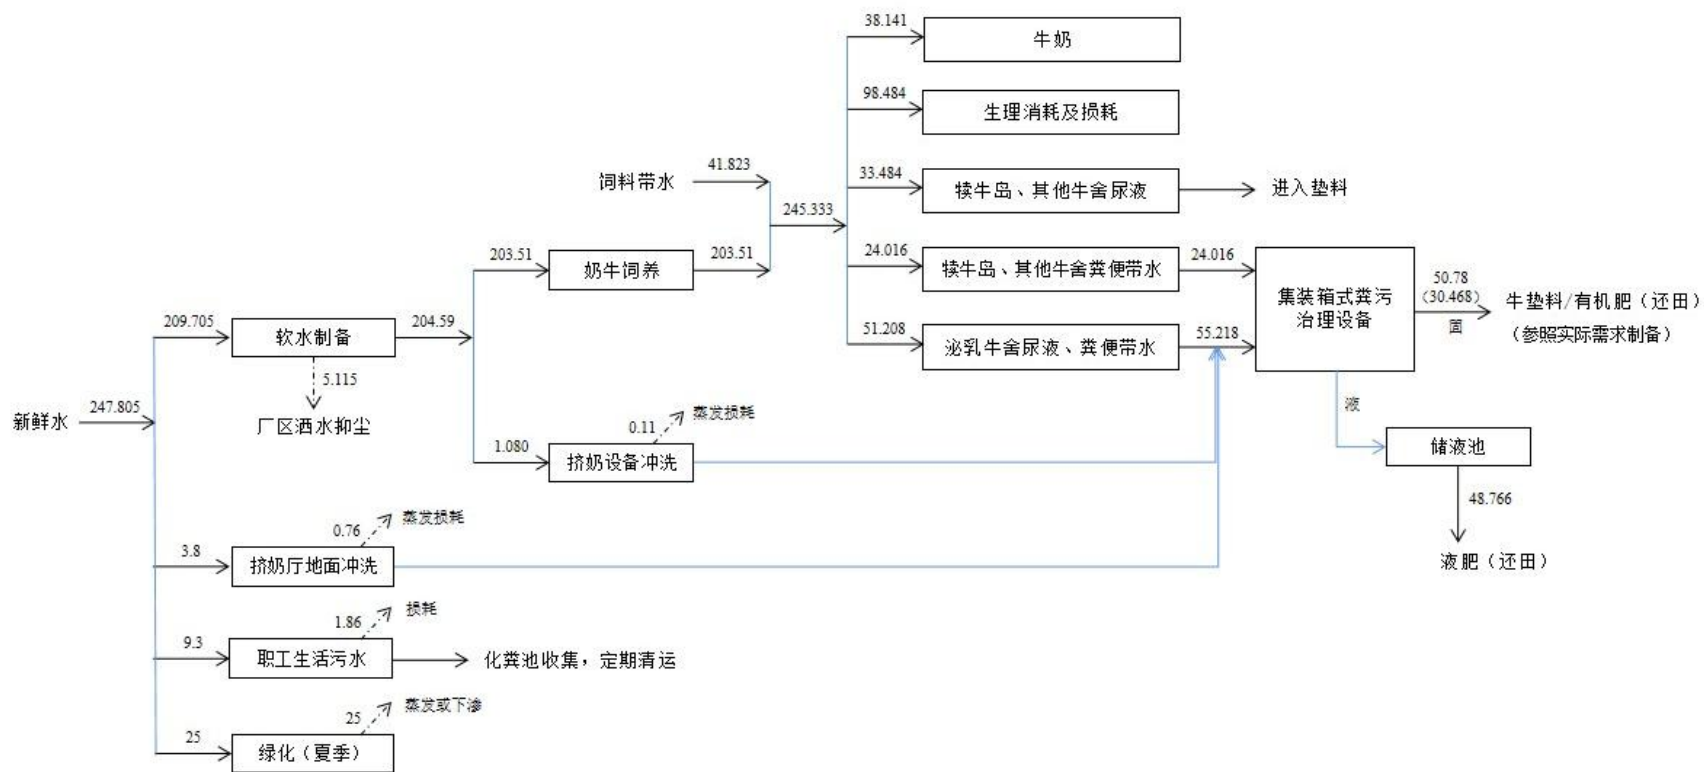 38.141
牛奶
98.484
生理消耗及损耗
饲料带水
41.823
33.484
犊牛岛、其他牛舍尿液
进入垫料
245.333
203.51
奶牛饲养
203.51
24.016
犊牛岛、其他牛舍粪便带水
24.016
集装箱式粪污
治理设备
50.78
(30.468)
固
牛垫料/有机肥（还田）
（参照实际需求制备）
209.705
软水制备
204.59
51.208
泌乳牛舍尿液、粪便带水
55.218
5.115
厂区洒水抑尘
新鲜水
247.805
液
储液池
48.766
液肥（还田）
1.080
挤奶设备冲洗
0.11
蒸发损耗
3.8
挤奶厅地面冲洗
0.76
蒸发损耗
9.3
职工生活污水
1.86
损耗
化粪池收集，定期清运
25
绿化（夏季）
25
蒸发或下渗